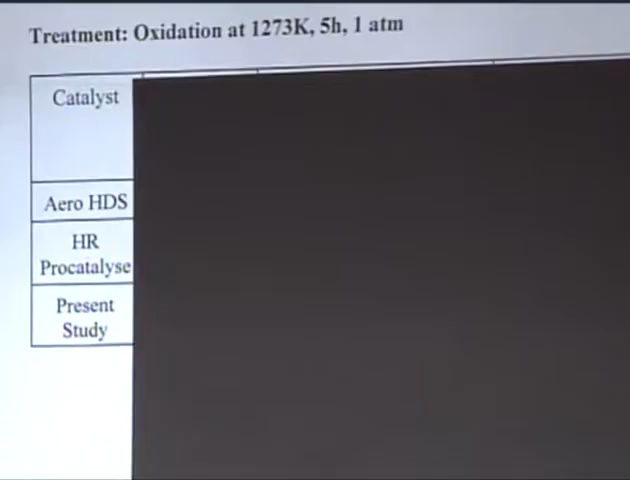 Treatment: Oxidation at 1273K, 5h, 1 atm
Catalyst
Aero HDS
HR
Procatalyse
Present
Study